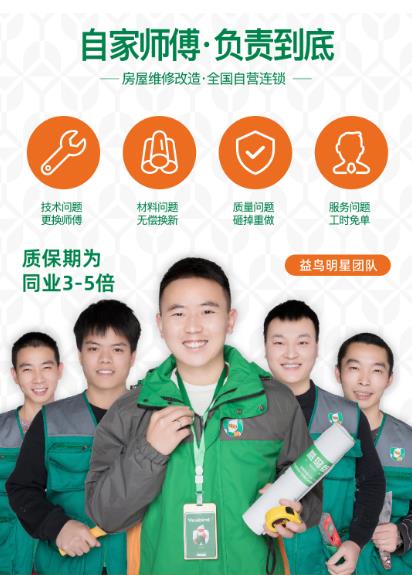 自家师傅·负责到底
房屋维修改造·全国自营连锁
技术问题
更换师傅
材料问题
无偿换新
质量问题
砸掉重做
服务问题
工时免单
质保期为
同业3-5倍
益鸟明星团队